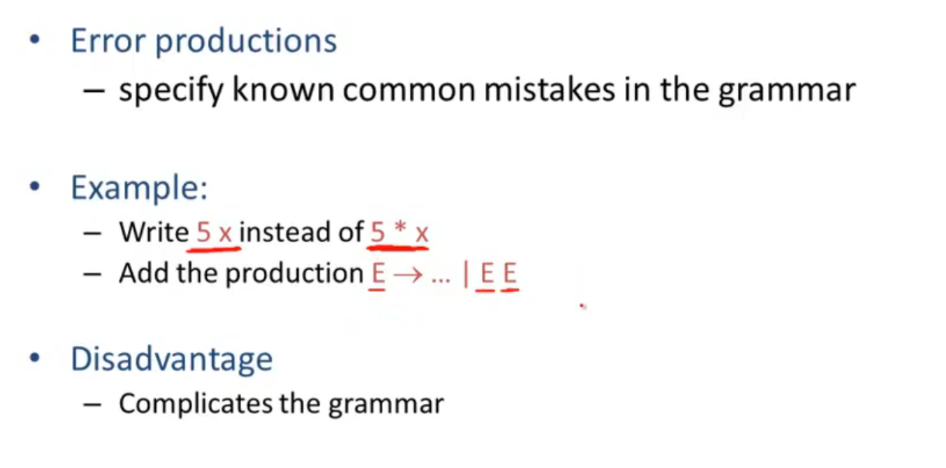 • Error productions
– specify known common mistakes in the grammar
• Example:
– Write 5 x instead of 5 * x
– Add the production E → ... | E E
• Disadvantage
– Complicates the grammar